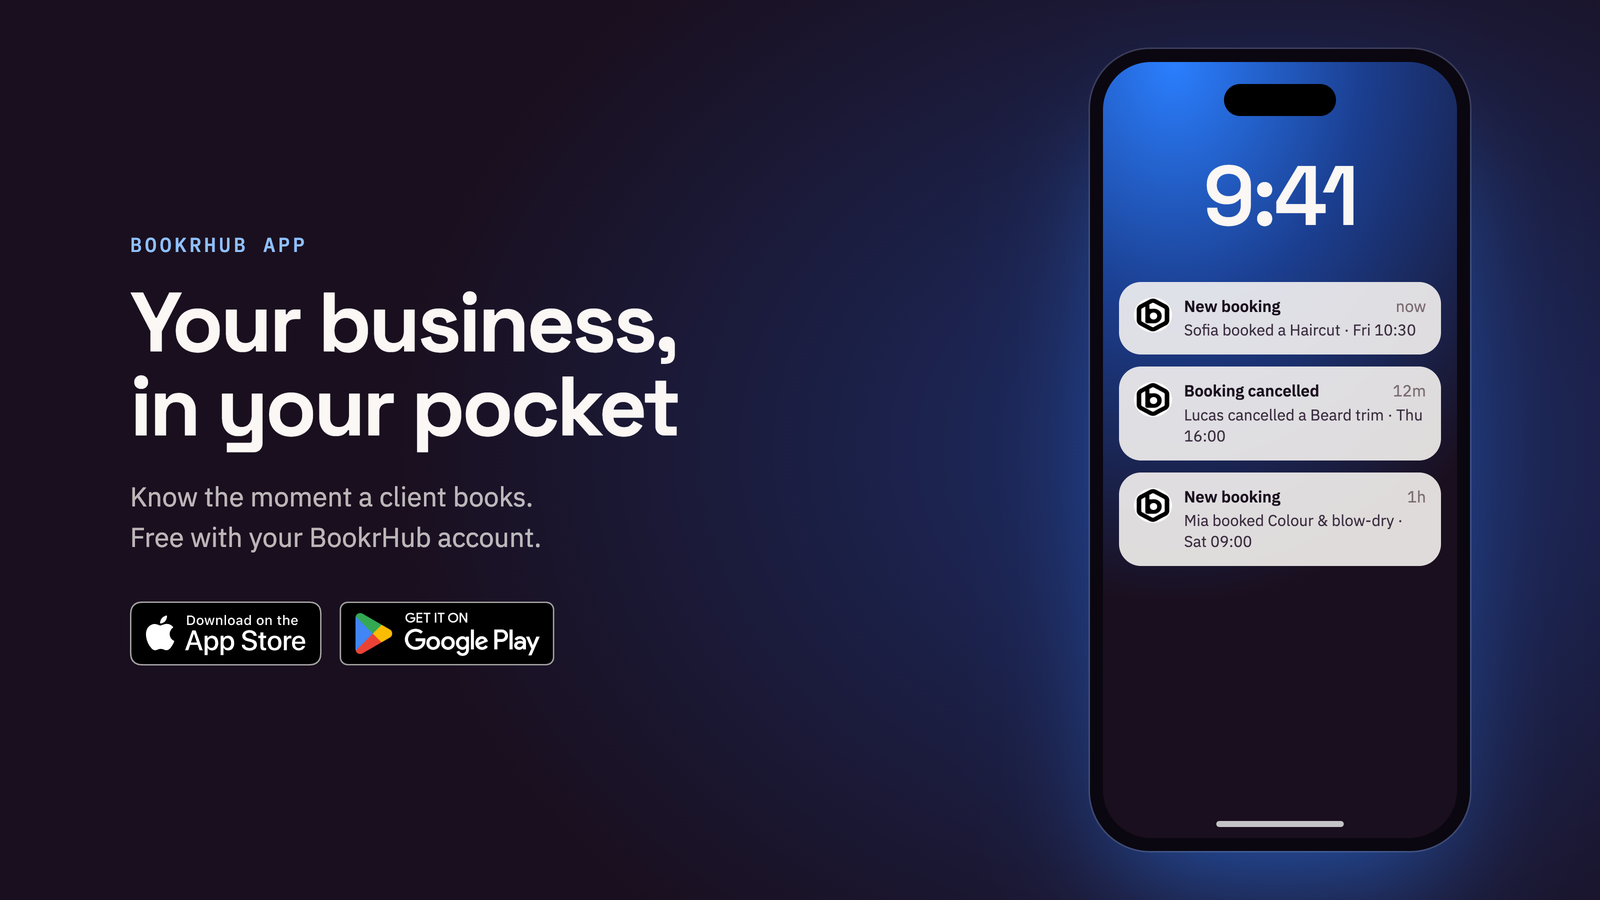 BOOKRHUB APP
Your business,
in your pocket
Know the moment a client books.
Free with your BookrHub account.
Download on the
App Store
GET IT ON
Google Play
9:41
New booking now
Sofia booked a Haircut · Fri 10:30
Booking cancelled 12m
Lucas cancelled a Beard trim · Thu
16:00
New booking 1h
Mia booked Colour & blow-dry ·
Sat 09:00